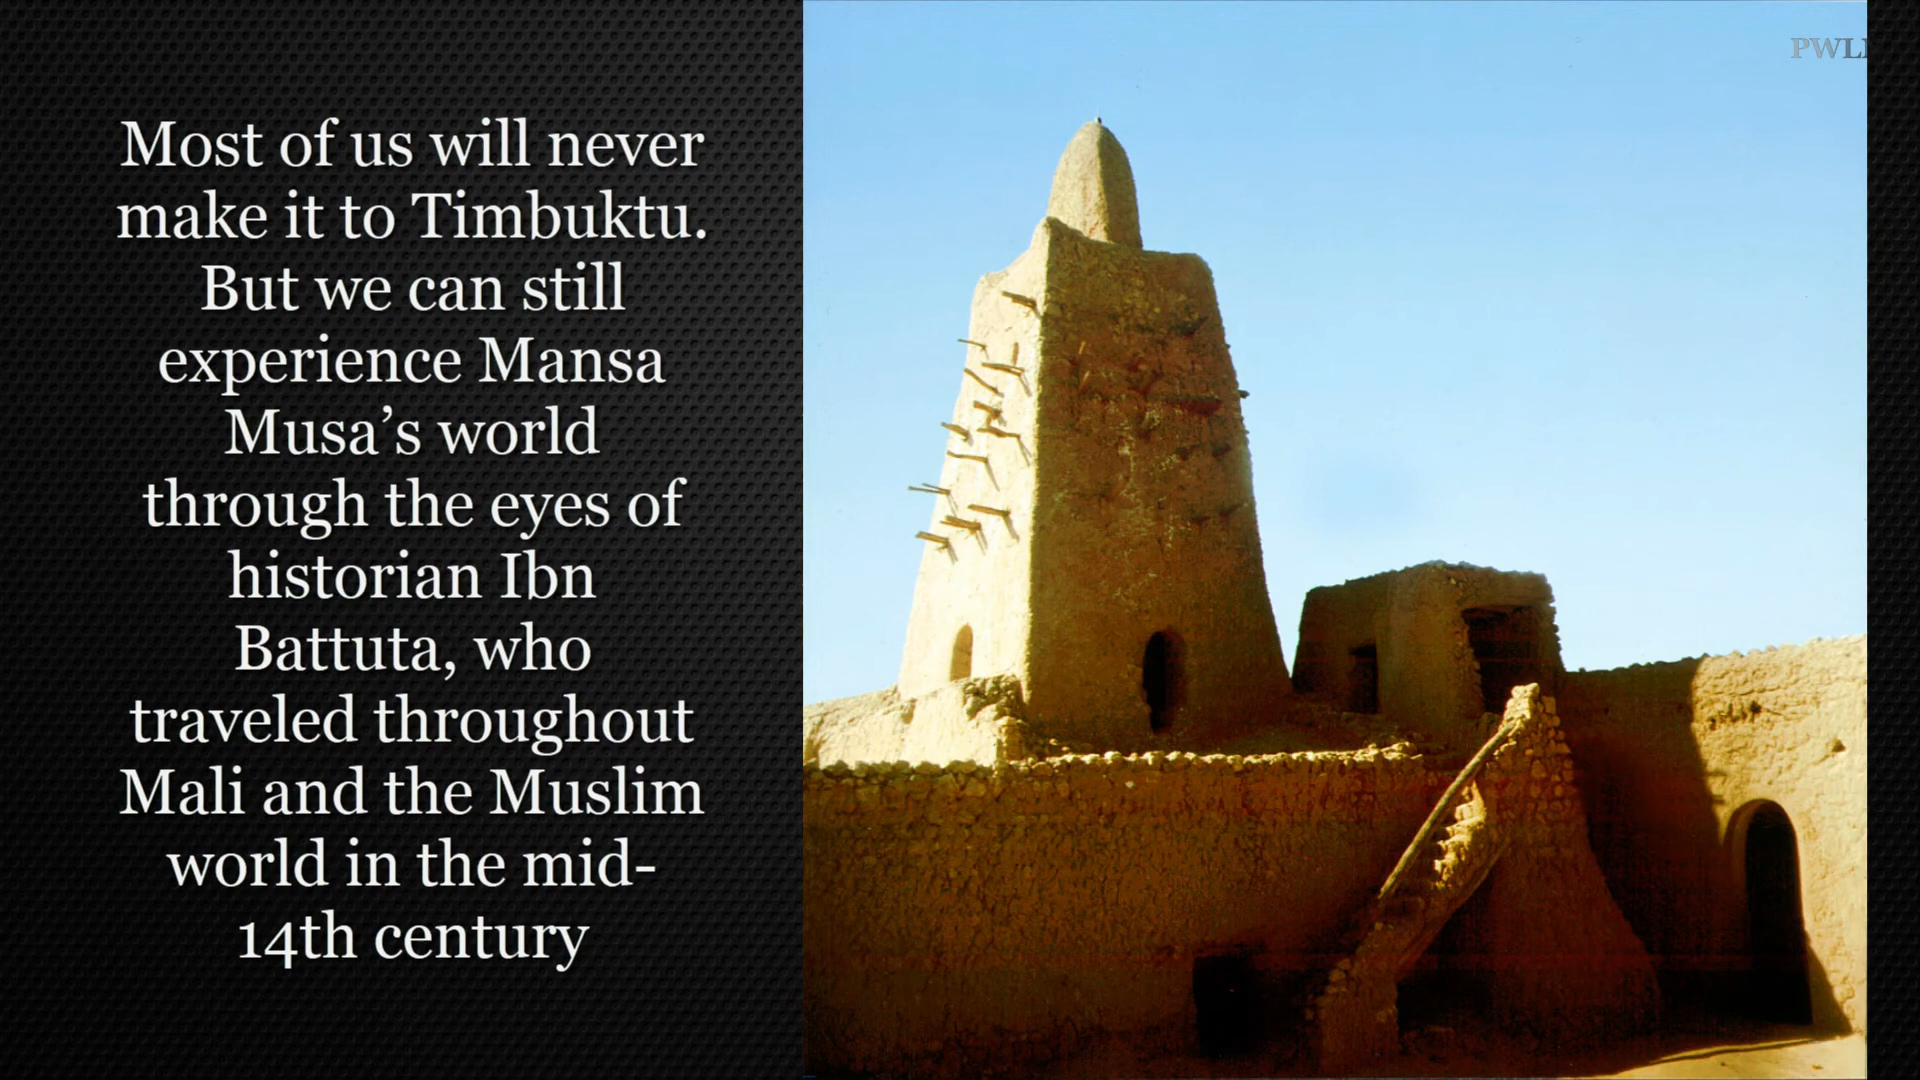 Most of us will never
make it to Timbuktu.
But we can still
experience Mansa
Musa’s world
through the eyes of
historian Ibn
Battuta, who
traveled throughout
Mali and the Muslim
world in the mid-
14th century